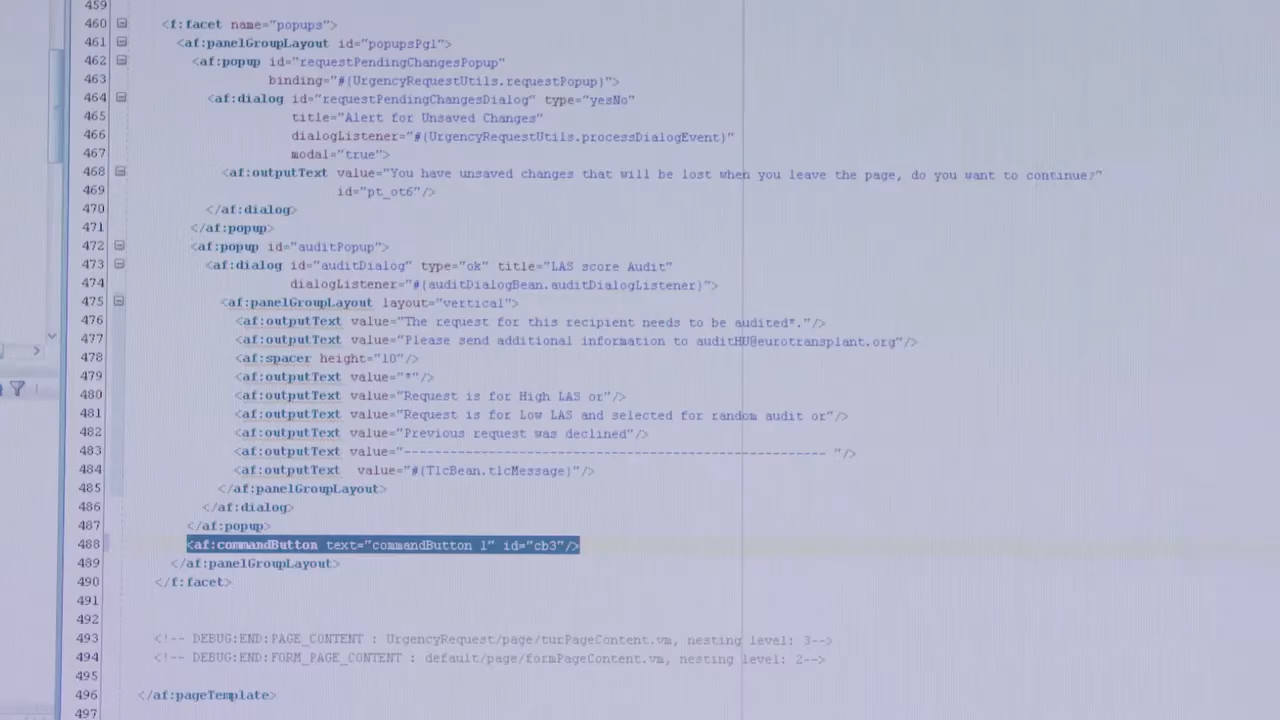 459
460 <f:facet name="popups">
461 <af:panelGroupLayout id="popupsPgl">
462 <af:popup id="requestPendingChangesPopup"
463 binding="#{UrgencyRequestUtils.requestPopup}">
464 <af:dialog id="requestPendingChangesDialog" type="yesNo"
465 title="Alert for Unsaved Changes"
466 dialogListener="#{UrgencyRequestUtils.processDialogEvent}"
467 modal="true">
468 <af:outputText value="You have unsaved changes that will be lost when you leave the page, do you want to continue?"
469 id="pt_ot6"/>
470 </af:dialog>
471 </af:popup>
472 <af:popup id="auditPopup">
473 <af:dialog id="auditDialog" type="ok" title="LAS score Audit"
474 dialogListener="#{auditDialogBean.auditDialogListener}">
475 <af:panelGroupLayout layout="vertical">
476 <af:outputText value="The request for this recipient needs to be audited*."/>
477 <af:outputText value="Please send additional information to auditHU@eurotransplant.org"/>
478 <af:spacer height="10"/>
479 <af:outputText value="*"/>
480 <af:outputText value="Request is for High LAS or"/>
481 <af:outputText value="Request is for Low LAS and selected for random audit or"/>
482 <af:outputText value="Previous request was declined"/>
483 <af:outputText value="------------------------------------------------------- "/>
484 <af:outputText value="#{TlcBean.tlcMessage}"/>
485 </af:panelGroupLayout>
486 </af:dialog>
487 </af:popup>
488 <af:commandButton text="commandButton 1" id="cb3"/>
489 </af:panelGroupLayout>
490 </f:facet>
491
492
493 <!-- DEBUG:END:PAGE_CONTENT : UrgencyRequest/page/turPageContent.vm, nesting level: 3-->
494 <!-- DEBUG:END:FORM_PAGE_CONTENT : default/page/formPageContent.vm, nesting level: 2-->
495
496 </af:pageTemplate>
497